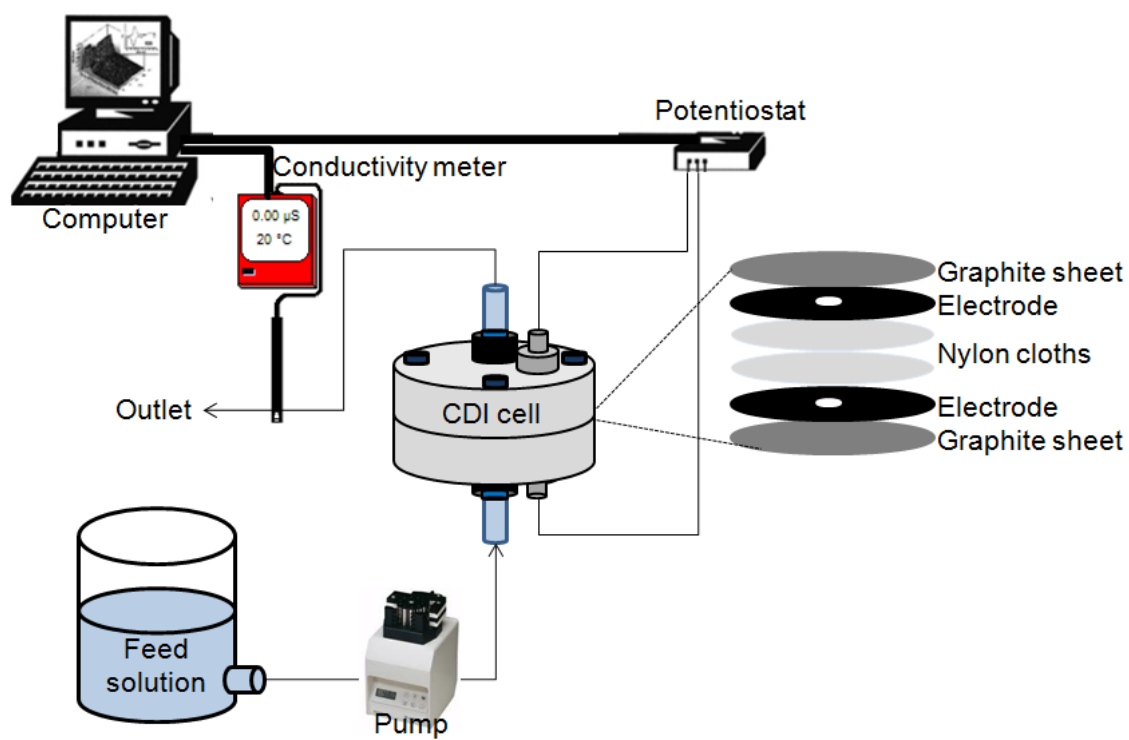 Potentiostat
Conductivity meter
Computer
0.00 µS
20 °C
Graphite sheet
Electrode
Nylon cloths
Electrode
Graphite sheet
Outlet
CDI cell
Feed
solution
Pump